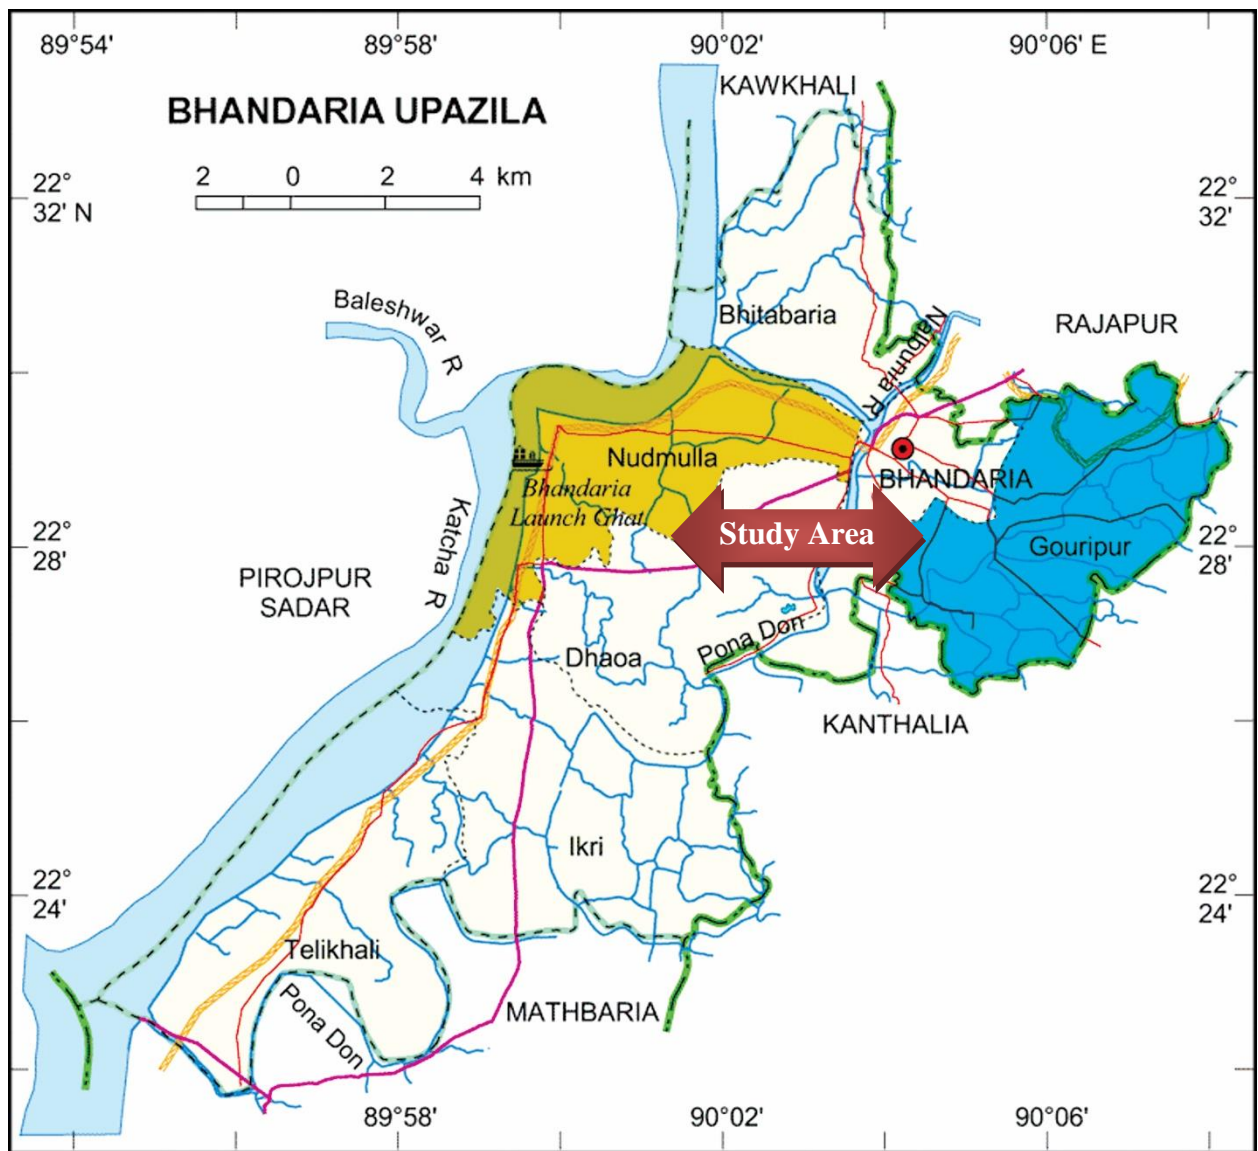 89°54'
89°58'
90°02'
90°06' E
BHANDARIA UPAZILA
KAWKHALI
2 0 2 4 km
22°
32' N
22°
32'
Baleshwar R
Bhitabaria
Nalbunia R
RAJAPUR
Nudmulla
Bhandaria
Launch Ghat
BHANDARIA
Katcha R
Study Area
Gouripur
22°
28'
22°
28'
PIROJPUR
SADAR
Pona Don
Dhaoa
KANTHALIA
Ikri
22°
24'
22°
24'
Telikhali
Pona Don
MATHBARIA
89°58'
90°02'
90°06'